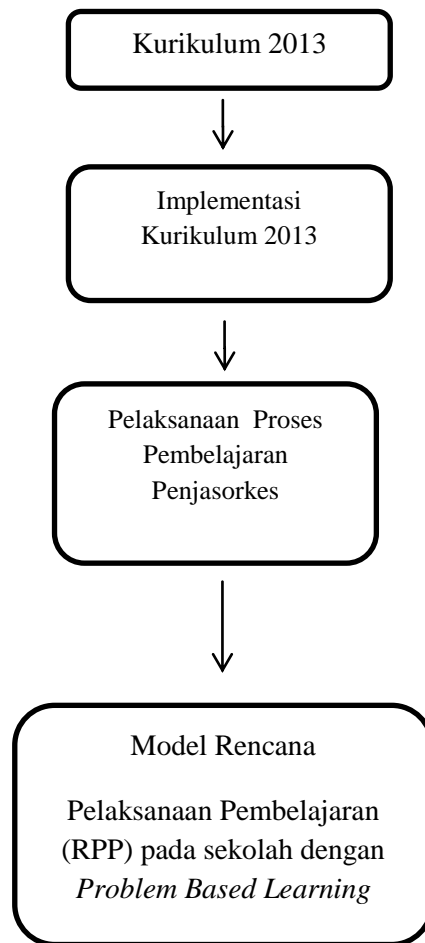 Kurikulum 2013
Implementasi
Kurikulum 2013
Pelaksanaan Proses
Pembelajaran
Penjasorkes
Model Rencana
Pelaksanaan Pembelajaran
(RPP) pada sekolah dengan
Problem Based Learning